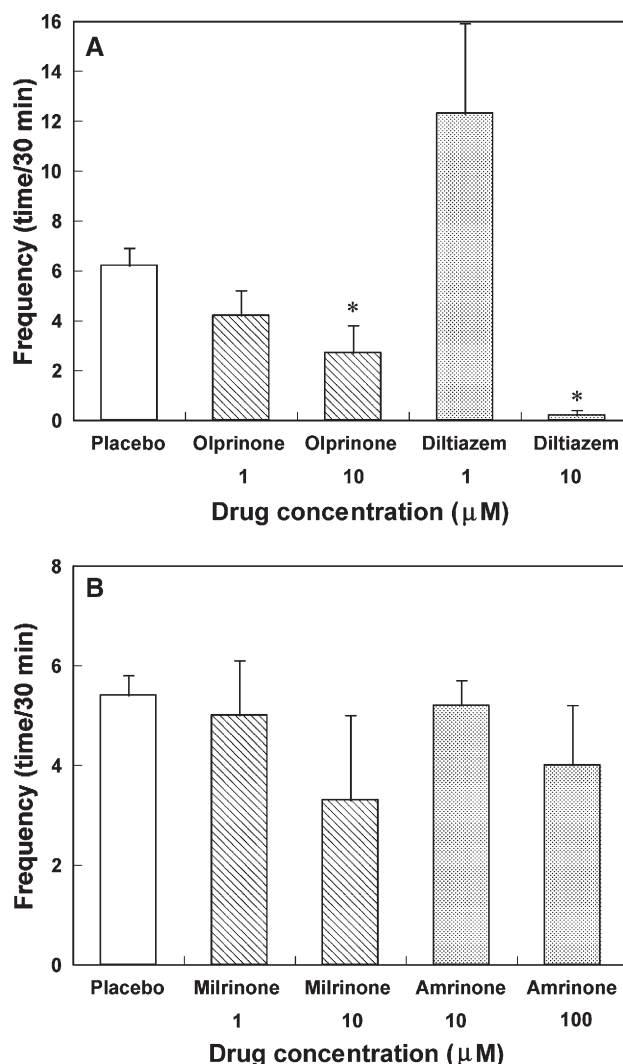 A
16
14
12
10
8
6
4
2
0
Frequency (time/30 min)
*
*
Placebo Olprinone Olprinone Diltiazem Diltiazem
1 10 1 10
Drug concentration (μM)
B
8
6
4
2
0
Frequency (time/30 min)
Placebo Milrinone Milrinone Amrinone Amrinone
1 10 10 100
Drug concentration (μM)